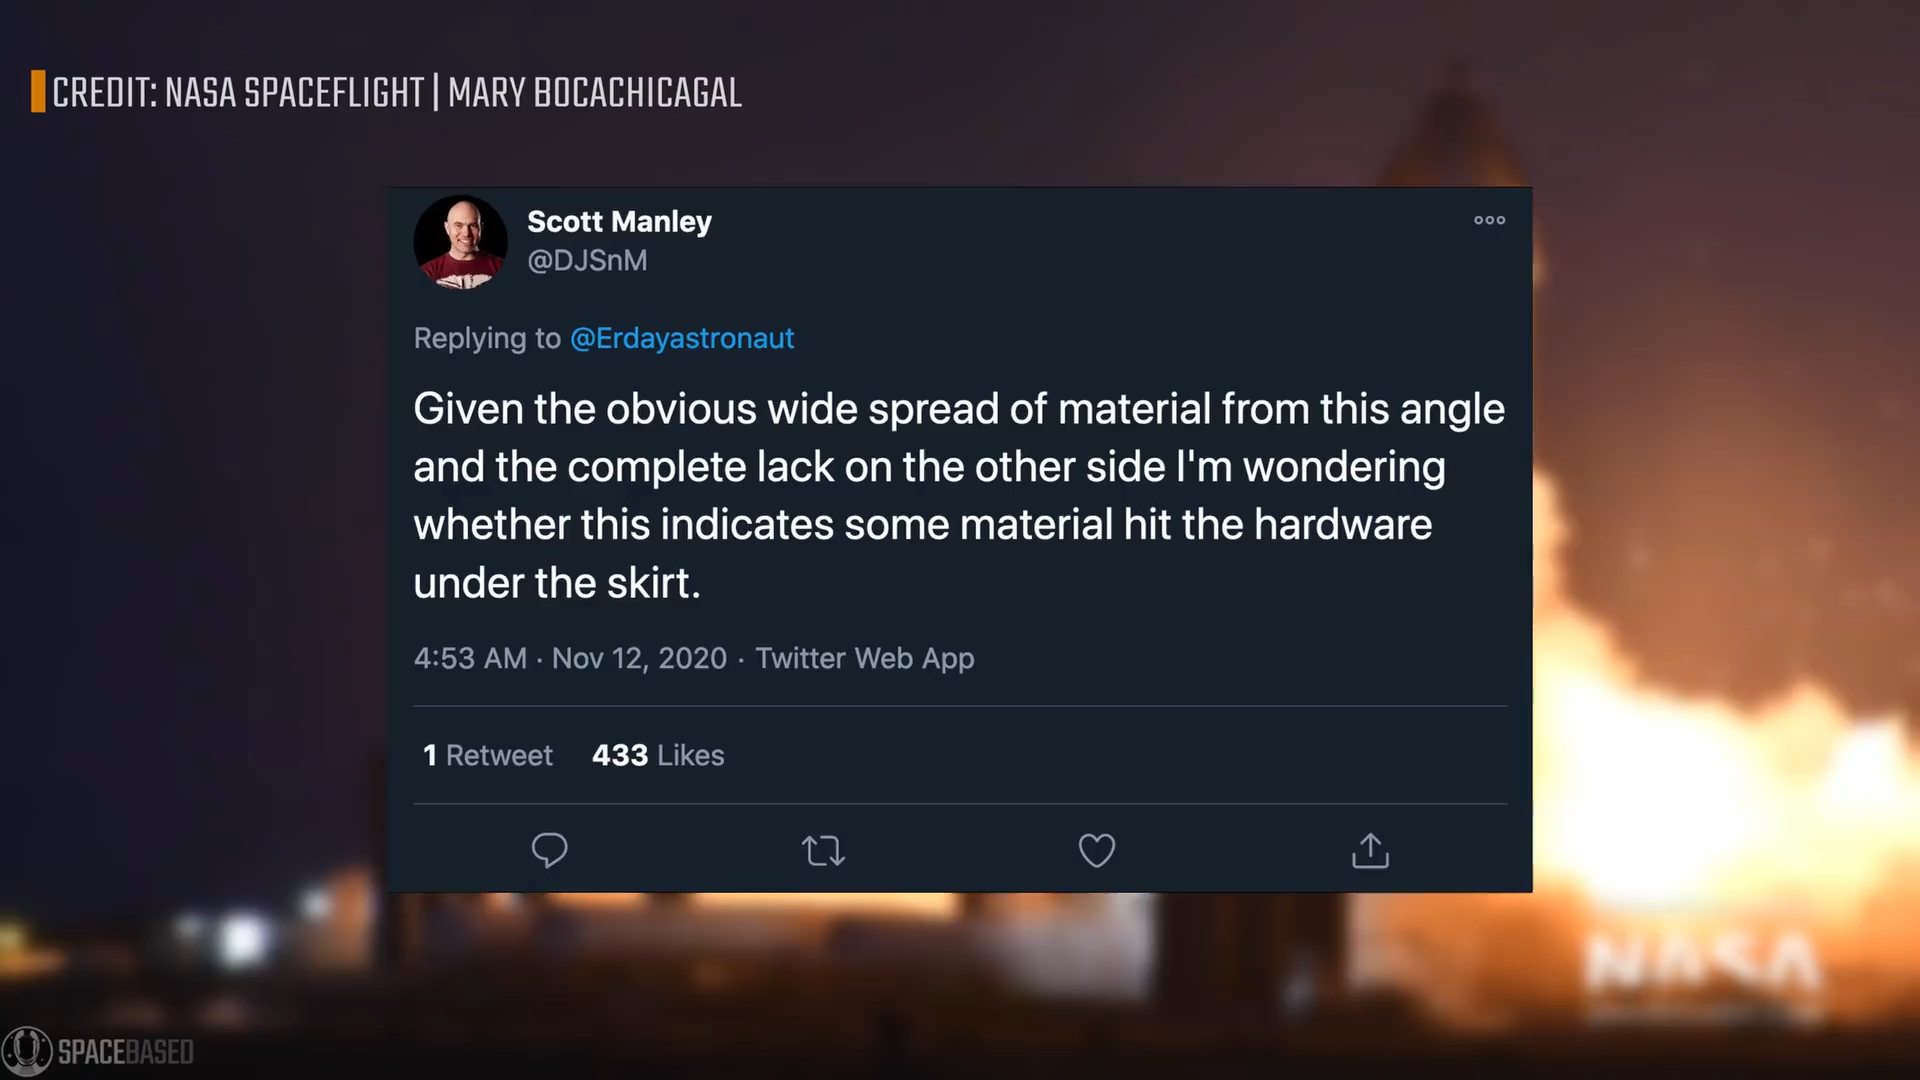 CREDIT: NASA SPACEFLIGHT | MARY BOCACHICAGAL
Scott Manley
@DJSnM
Replying to @Erdayastronaut
Given the obvious wide spread of material from this angle
and the complete lack on the other side I'm wondering
whether this indicates some material hit the hardware
under the skirt.
4:53 AM · Nov 12, 2020 · Twitter Web App
1 Retweet 433 Likes
NASA
SPACEBASED